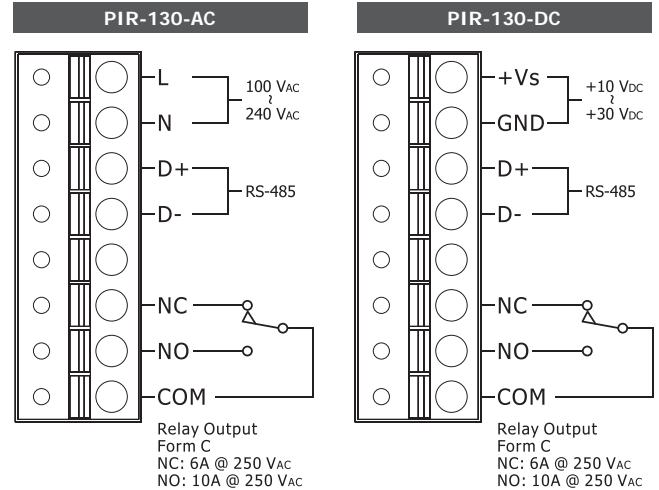 PIR-130-AC
L
N
100 VAC
~
240 VAC
D+
D-
RS-485
NC
NO
COM
Relay Output
Form C
NC: 6A @ 250 VAC
NO: 10A @ 250 VAC
PIR-130-DC
+Vs
GND
+10 VDC
~
+30 VDC
D+
D-
RS-485
NC
NO
COM
Relay Output
Form C
NC: 6A @ 250 VAC
NO: 10A @ 250 VAC